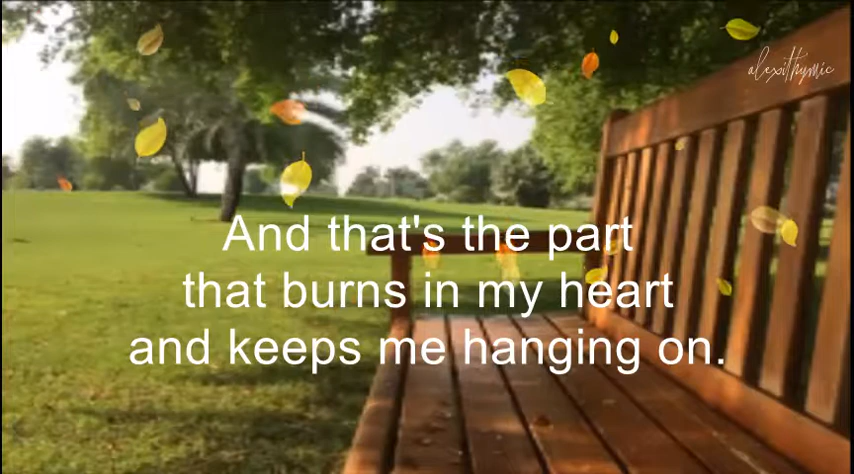 alexithymic
And that's the part
that burns in my heart
and keeps me hanging on.